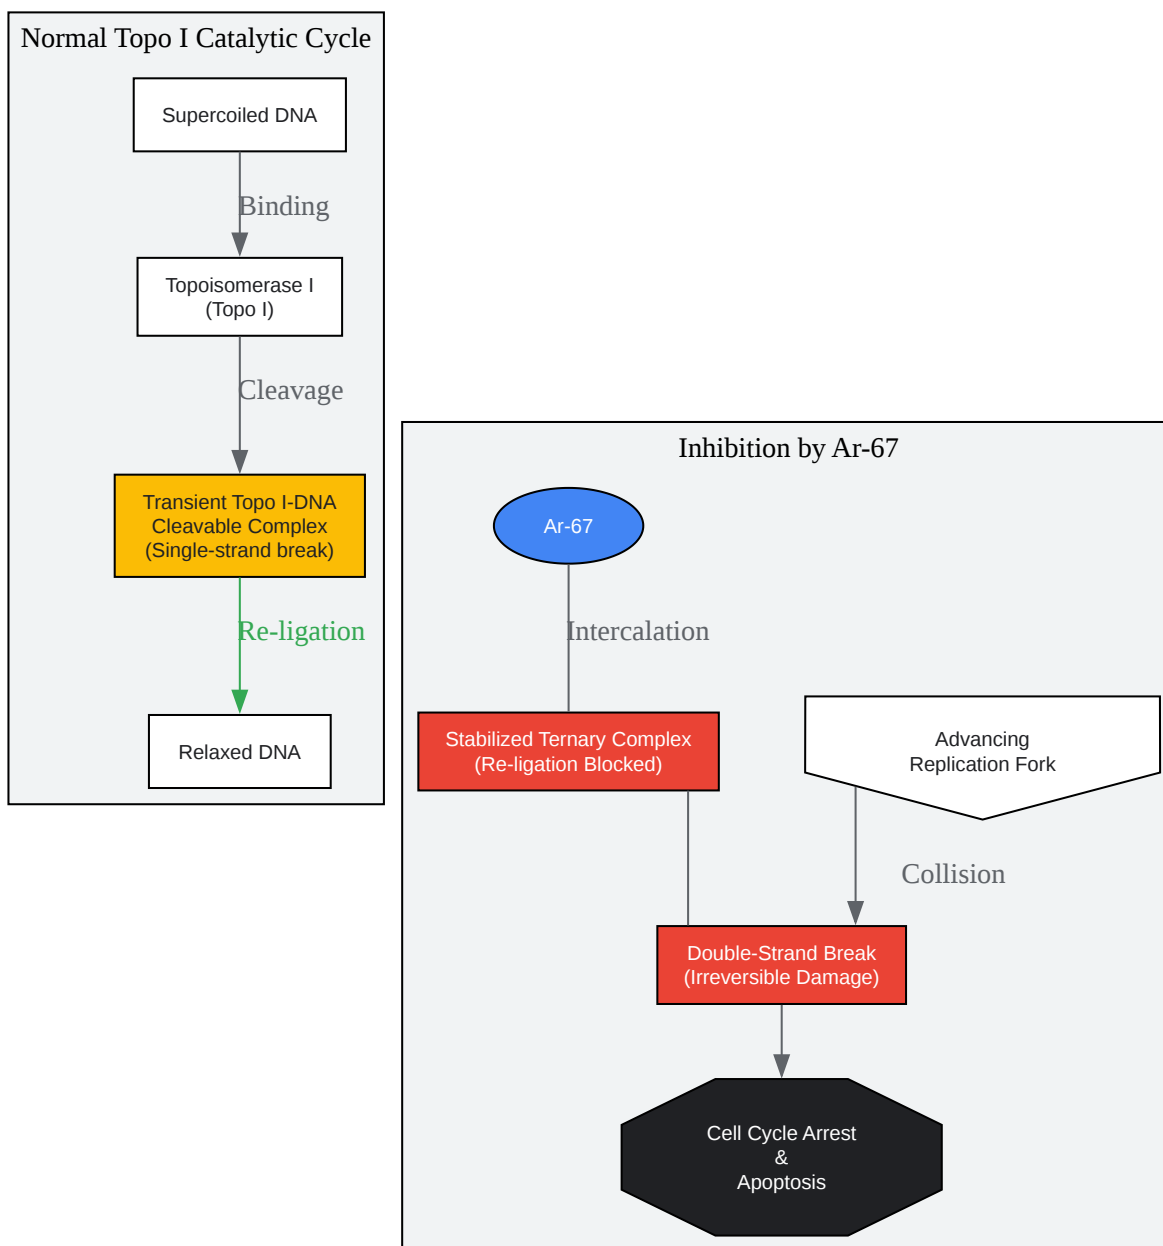 Normal Topo I Catalytic Cycle
Supercoiled DNA
Binding
Topoisomerase I
(Topo I)
Cleavage
Transient Topo I-DNA
Cleavable Complex
(Single-strand break)
Re-ligation
Relaxed DNA
Inhibition by Ar-67
Ar-67
Intercalation
Stabilized Ternary Complex
(Re-ligation Blocked)
Advancing
Replication Fork
Collision
Double-Strand Break
(Irreversible Damage)
Cell Cycle Arrest
&
Apoptosis